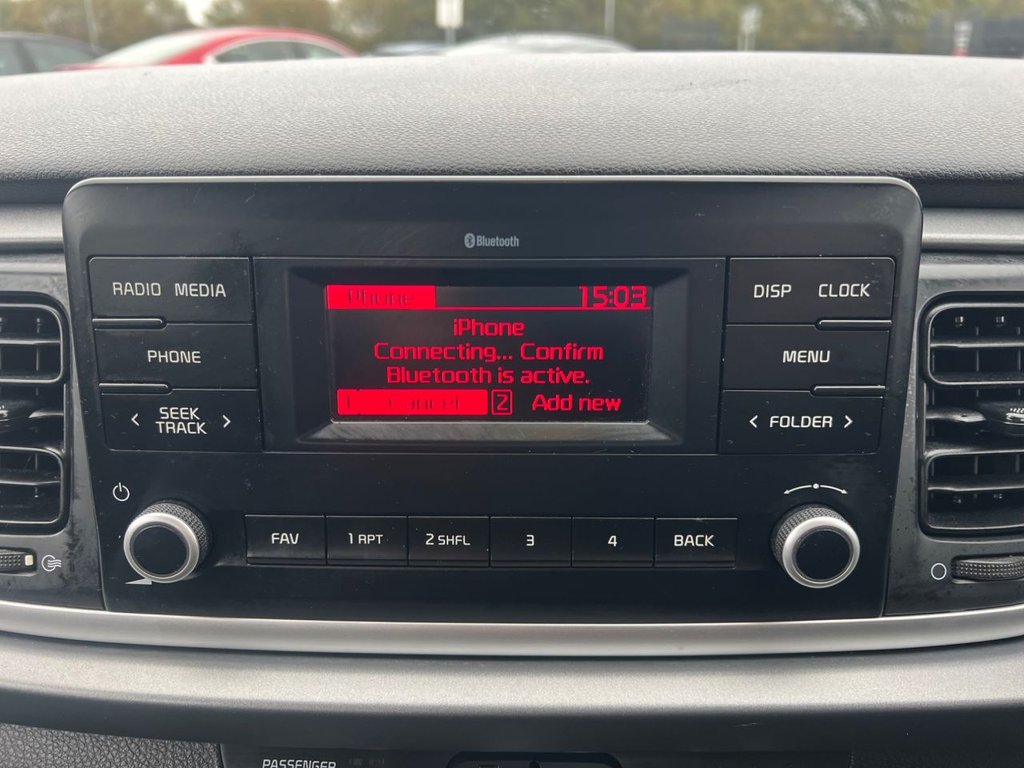 Bluetooth
RADIO MEDIA
PHONE
< SEEK TRACK >
Phone 15:03
iPhone
Connecting... Confirm
Bluetooth is active.
Cancel 2 Add new
DISP CLOCK
MENU
< FOLDER >
FAV 1 RPT 2 SHFL 3 4 BACK
PASSENGER